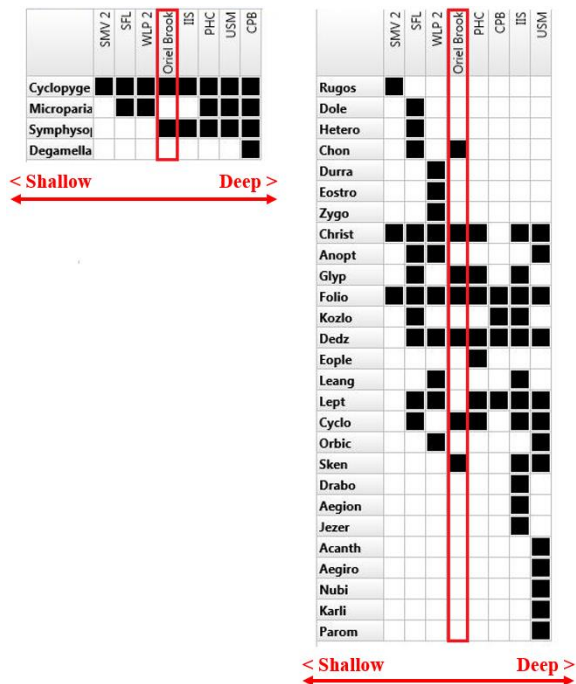 SMV 2 SFL WLP 2 Oriel Brook IIS PHC USM CPB
Cyclopyge
Microparia
Symphysop
Degamella
< Shallow Deep >
SMV 2 SFL WLP 2 Oriel Brook PHC CPB IIS USM
Rugos
Dole
Hetero
Chon
Durra
Eostro
Zygo
Christ
Anopt
Glyp
Folio
Kozlo
Dedz
Eople
Leang
Lept
Cyclo
Orbic
Sken
Drabo
Aegion
Jezer
Acanth
Aegiro
Nubi
Karli
Parom
< Shallow Deep >